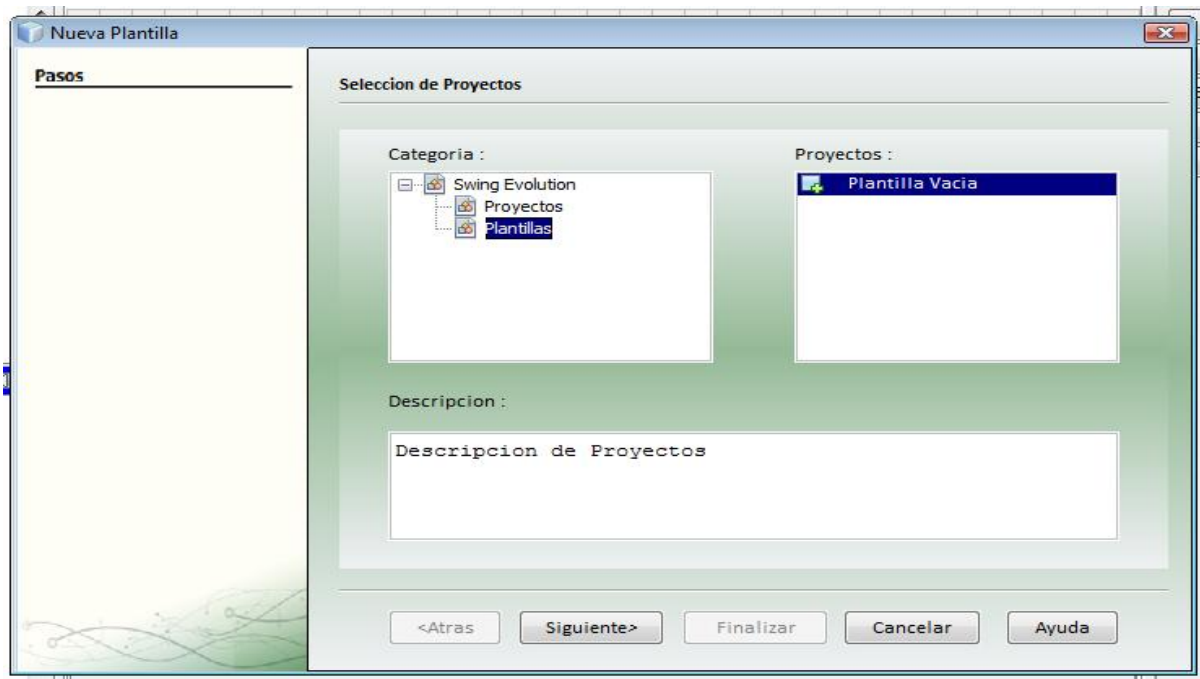 Nueva Plantilla
Pasos
Seleccion de Proyectos
Categoria :
Swing Evolution
Proyectos
Plantillas
Proyectos :
Plantilla Vacia
Descripcion :
Descripcion de Proyectos
<Atras
Siguiente>
Finalizar
Cancelar
Ayuda